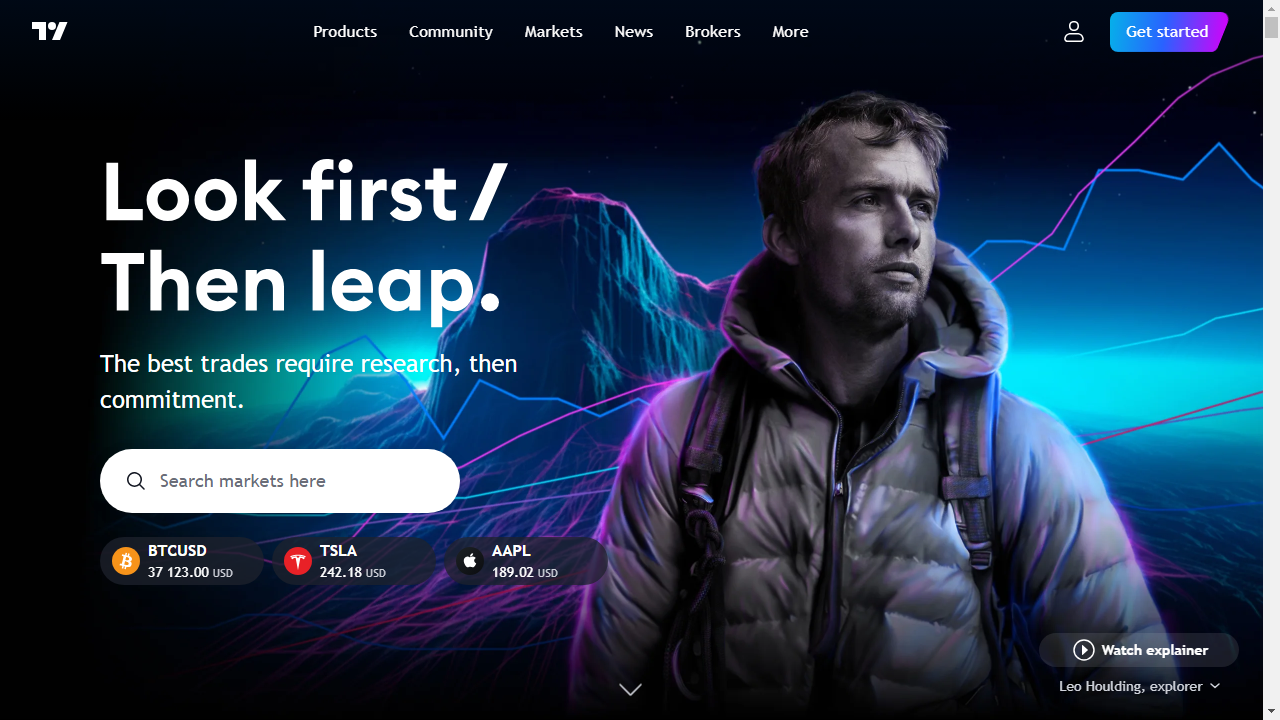 Products
Community
Markets
News
Brokers
More
Get started
Look first /
Then leap.
The best trades require research, then
commitment.
Search markets here
BTCUSD
37 123.00 USD
TSLA
242.18 USD
AAPL
189.02 USD
Watch explainer
Leo Houlding, explorer